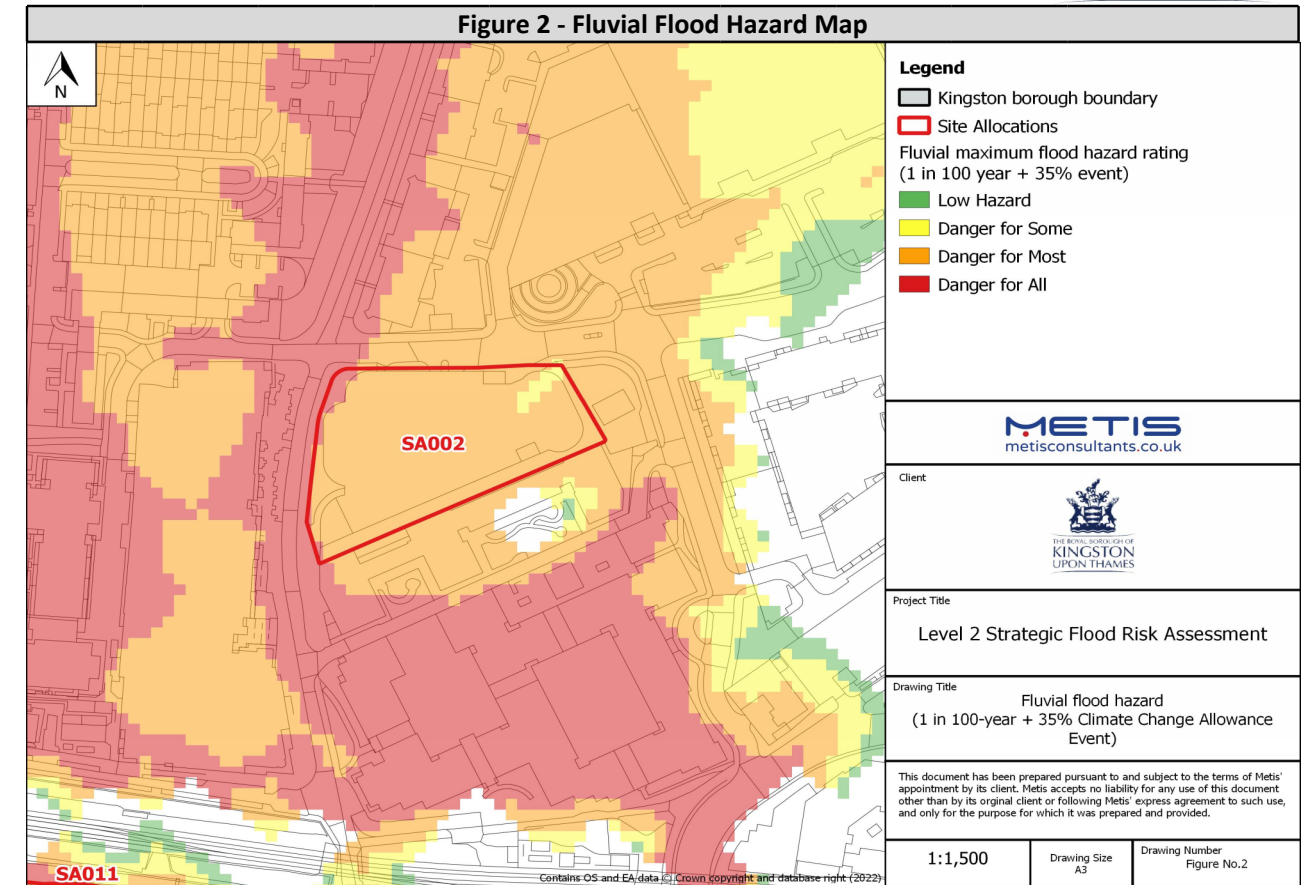 Figure 2 - Fluvial Flood Hazard Map
N
SA002
SA011
Contains OS and EA data © Crown copyright and database right (2022)
Legend
Kingston borough boundary
Site Allocations
Fluvial maximum flood hazard rating
(1 in 100 year + 35% event)
Low Hazard
Danger for Some
Danger for Most
Danger for All
METIS
metisconsultants.co.uk
Client
THE ROYAL BOROUGH OF
KINGSTON
UPON THAMES
Project Title
Level 2 Strategic Flood Risk Assessment
Drawing Title
Fluvial flood hazard
(1 in 100-year + 35% Climate Change Allowance
Event)
This document has been prepared pursuant to and subject to the terms of Metis'
appointment by its client. Metis accepts no liability for any use of this document
other than by its orginal client or following Metis' express agreement to such use,
and only for the purpose for which it was prepared and provided.
1:1,500
Drawing Size
A3
Drawing Number
Figure No.2